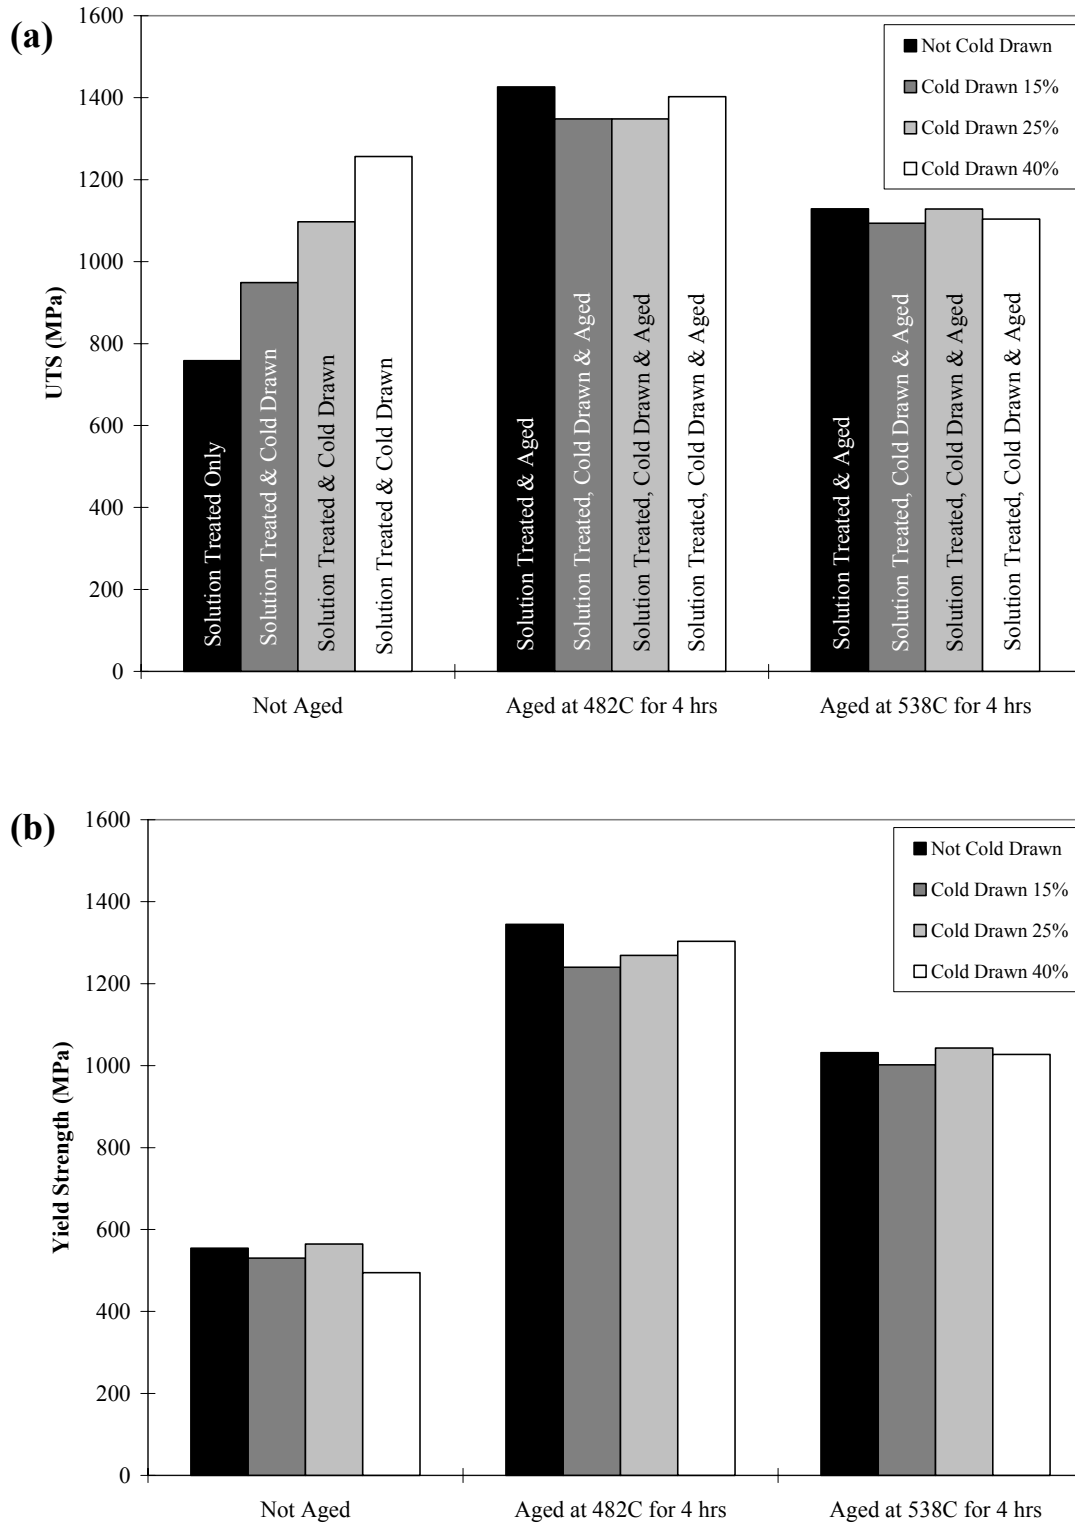 (a)
1600
1400
1200
1000
800
600
400
200
0
UTS (MPa)
Not Cold Drawn
Cold Drawn 15%
Cold Drawn 25%
Cold Drawn 40%
Solution Treated Only
Solution Treated & Cold Drawn
Solution Treated & Cold Drawn
Solution Treated & Cold Drawn
Solution Treated & Aged
Solution Treated, Cold Drawn & Aged
Solution Treated, Cold Drawn & Aged
Solution Treated, Cold Drawn & Aged
Solution Treated & Aged
Solution Treated, Cold Drawn & Aged
Solution Treated, Cold Drawn & Aged
Solution Treated, Cold Drawn & Aged
Not Aged
Aged at 482C for 4 hrs
Aged at 538C for 4 hrs
(b)
1600
1400
1200
1000
800
600
400
200
0
Yield Strength (MPa)
Not Cold Drawn
Cold Drawn 15%
Cold Drawn 25%
Cold Drawn 40%
Not Aged
Aged at 482C for 4 hrs
Aged at 538C for 4 hrs